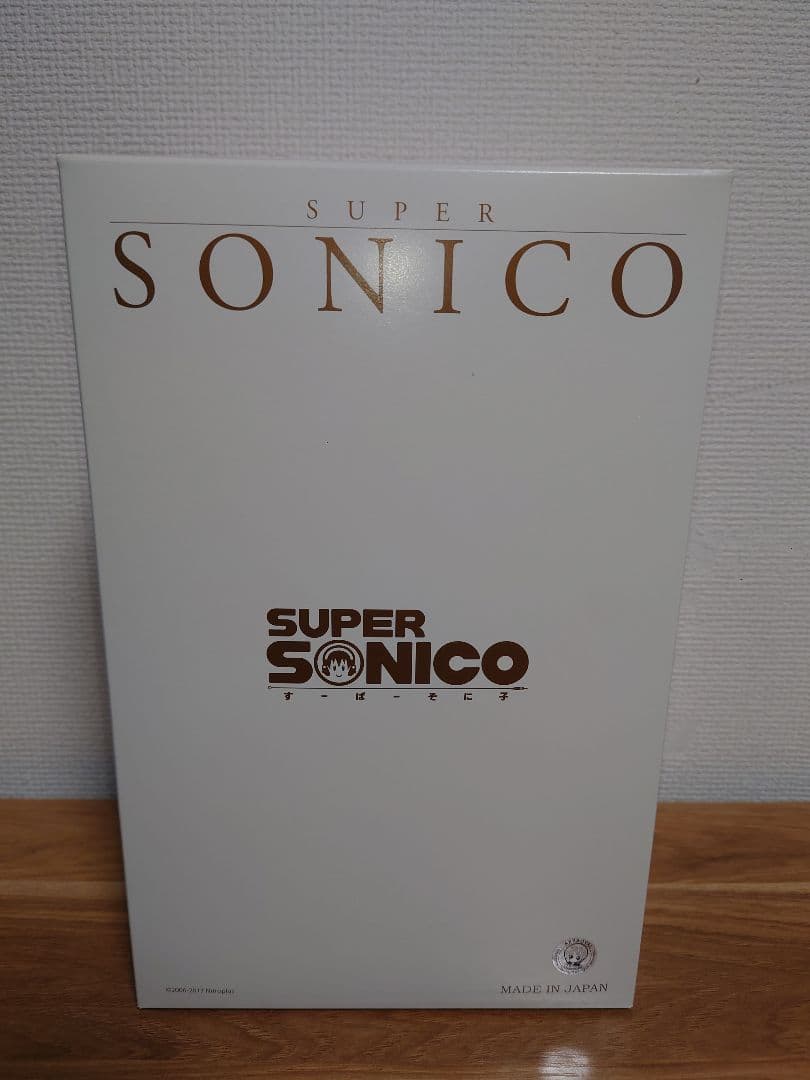 SUPER
SONICO
SUPER
SONICO
すーぱーそに子
©2006-2017 Nitroplus
MADE IN JAPAN